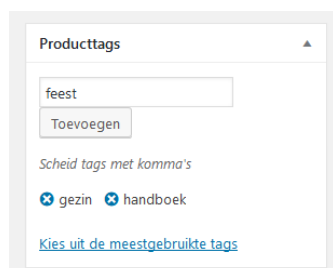 Producttags
feest
Toevoegen
Scheid tags met komma's
gezin handboek
Kies uit de meestgebruikte tags